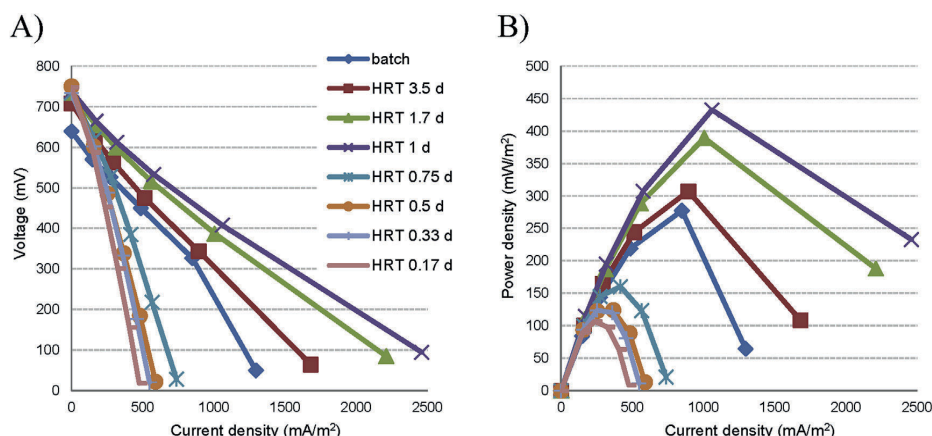 A)
800
700
600
500
400
300
200
100
0
Voltage (mV)
0 500 1000 1500 2000 2500
Current density (mA/m²)
batch
HRT 3.5 d
HRT 1.7 d
HRT 1 d
HRT 0.75 d
HRT 0.5 d
HRT 0.33 d
HRT 0.17 d
B)
500
450
400
350
300
250
200
150
100
50
0
Power density (mW/m²)
0 500 1000 1500 2000 2500
Current density (mA/m²)